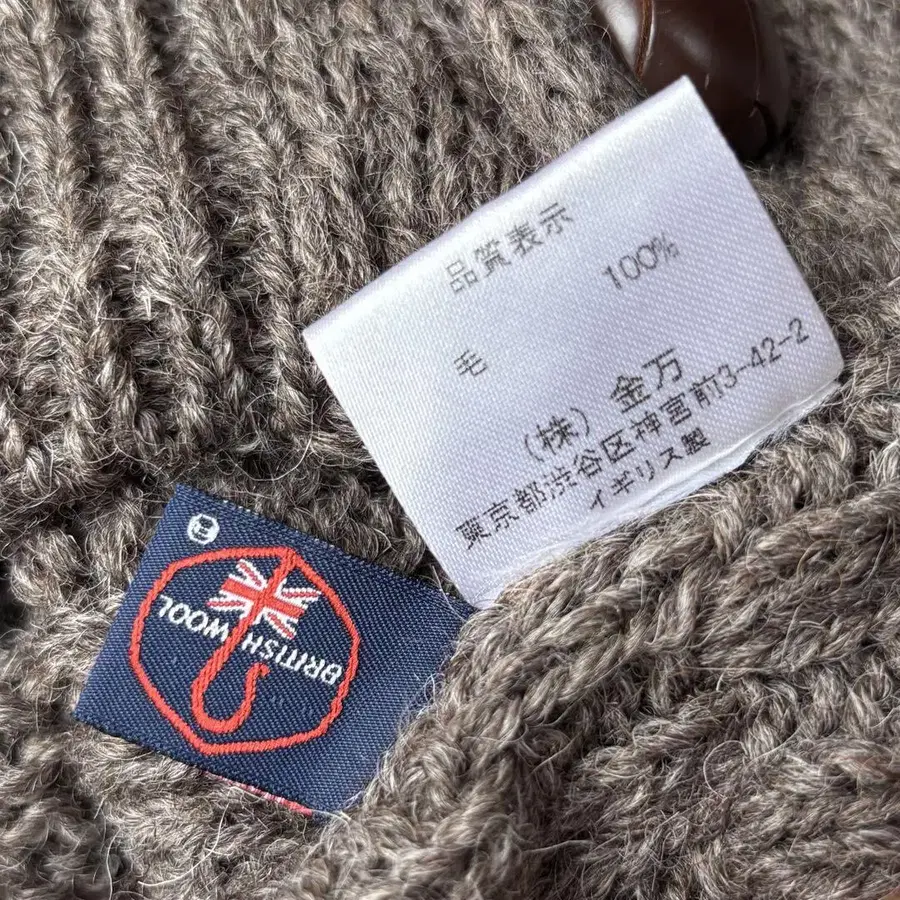 品質表示
毛 100%
(株) 金万
東京都渋谷区神宮前3-42-2
イギリス製
BRITISH WOOL